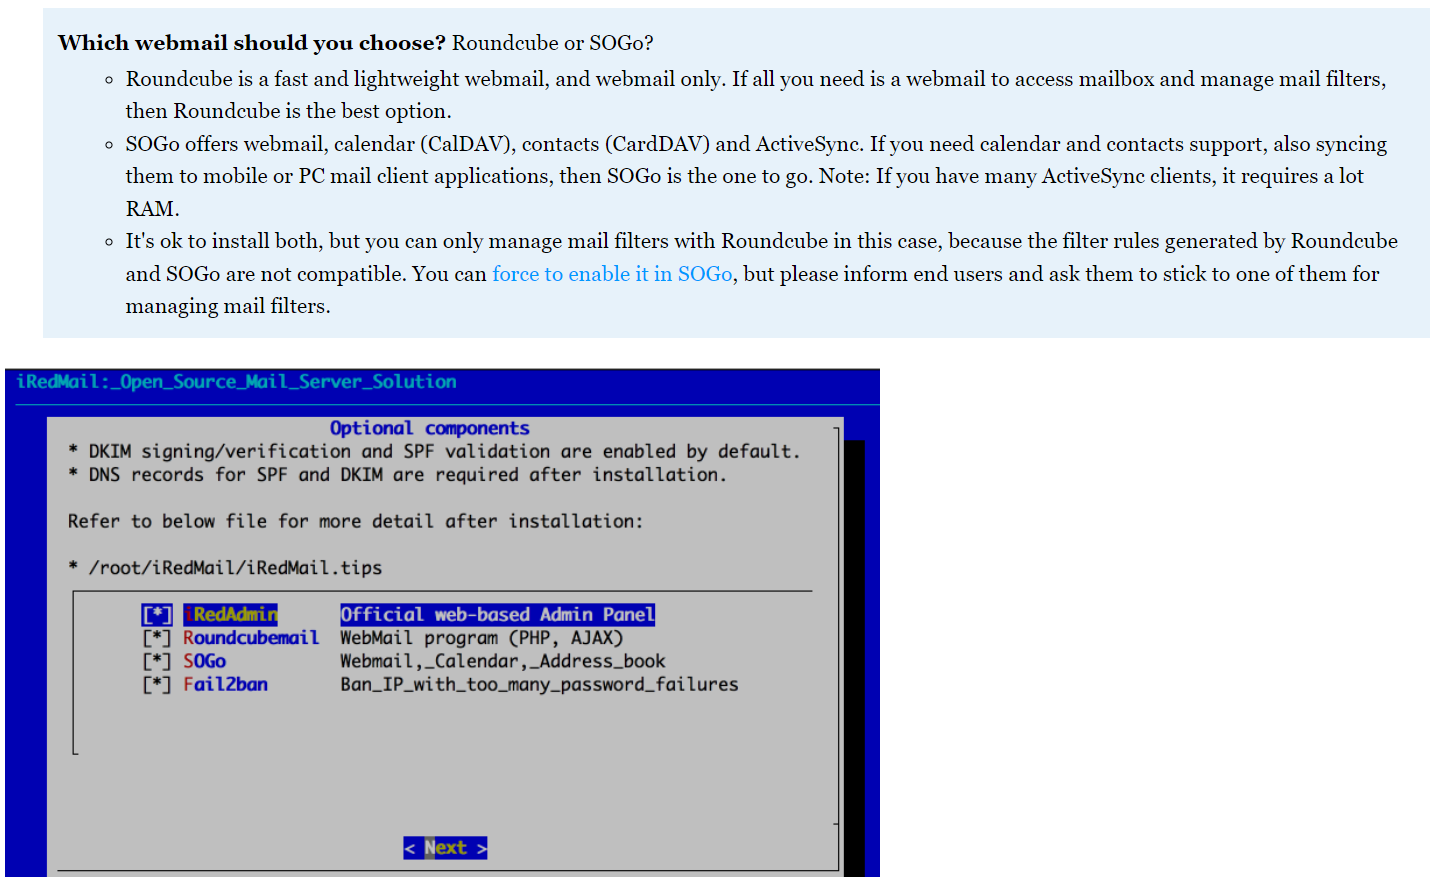 Which webmail should you choose? Roundcube or SOGo?
Roundcube is a fast and lightweight webmail, and webmail only. If all you need is a webmail to access mailbox and manage mail filters,
then Roundcube is the best option.
SOGo offers webmail, calendar (CalDAV), contacts (CardDAV) and ActiveSync. If you need calendar and contacts support, also syncing
them to mobile or PC mail client applications, then SOGo is the one to go. Note: If you have many ActiveSync clients, it requires a lot
RAM.
It's ok to install both, but you can only manage mail filters with Roundcube in this case, because the filter rules generated by Roundcube
and SOGo are not compatible. You can force to enable it in SOGo, but please inform end users and ask them to stick to one of them for
managing mail filters.
iRedMail:_Open_Source_Mail_Server_Solution
Optional components
* DKIM signing/verification and SPF validation are enabled by default.
* DNS records for SPF and DKIM are required after installation.
Refer to below file for more detail after installation:
* /root/iRedMail/iRedMail.tips
[*] iRedAdmin Official web-based Admin Panel
[*] Roundcubemail WebMail program (PHP, AJAX)
[*] SOGo Webmail,_Calendar,_Address_book
[*] Fail2ban Ban_IP_with_too_many_password_failures
< Next >